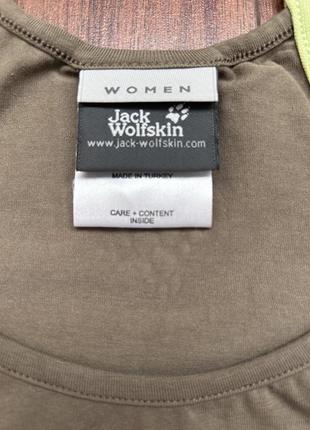 WOMEN
Jack
Wolfskin
www.jack-wolfskin.com
MADE IN TURKEY
CARE + CONTENT
INSIDE